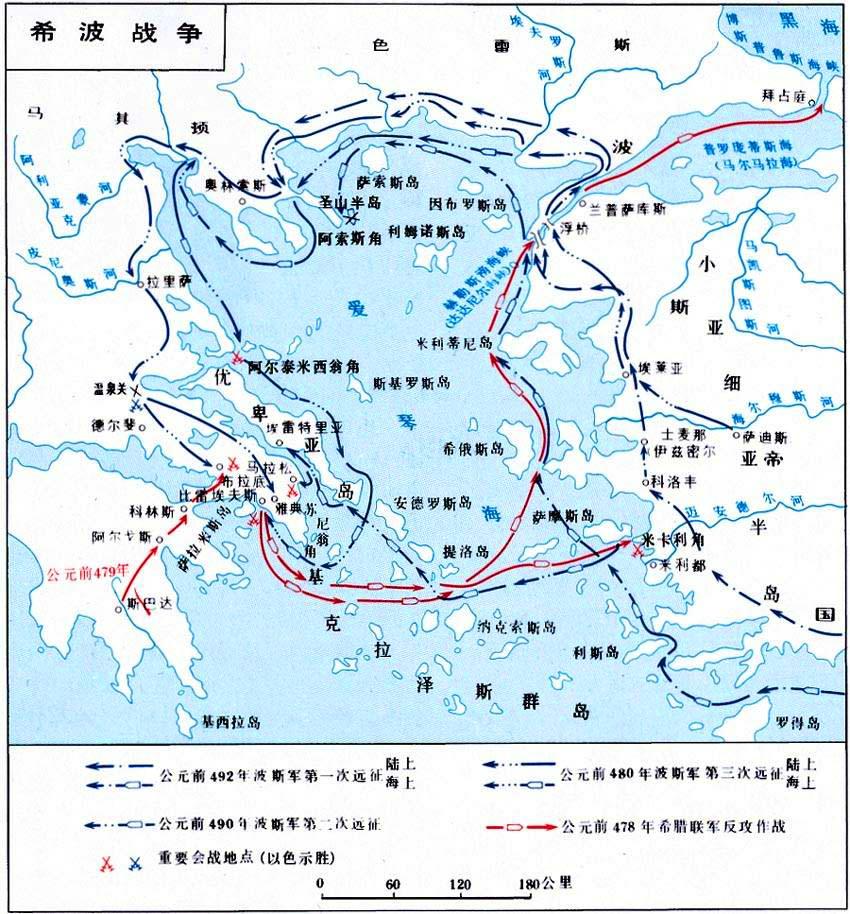 希波战争
黑海
博斯普鲁斯海峡
埃夫罗斯河
色雷斯
拜占庭
马其顿
波
普罗庞蒂斯海
(马尔马拉海)
阿利亚克蒙河
奥林索斯
萨索斯岛
圣山半岛
因布罗斯岛
兰普萨库斯
阿索斯角
利姆诺斯岛
浮桥
皮尼奥斯河
拉里萨
赫勒斯滂海峡
(达达尼尔海峡)
小
斯亚
马凯斯图斯河
爱
米利蒂尼岛
阿尔泰米西翁角
优
斯基罗斯岛
埃莱亚
细
温泉关
卑
琴
海尔穆斯河
德尔斐
埃雷特里亚
亚
希俄斯岛
士麦那
萨迪斯
伊兹密尔
亚帝
马拉松
布拉底
岛
科洛丰
比雷埃夫斯
雅典
苏尼翁角
安德罗斯岛
海
萨摩斯岛
迈安德尔河
科林斯
萨拉米斯岛
米卡利角
半
阿尔戈斯
提洛岛
米利都
公元前479年
基
岛
斯巴达
克
纳克索斯岛
国
拉
利斯岛
泽斯群岛
基西拉岛
罗得岛
陆上
公元前492年波斯军第一次远征
海上
陆上
公元前480年波斯军第三次远征
海上
公元前490年波斯军第二次远征
公元前478年希腊联军反攻作战
重要会战地点(以色示胜)
0 60 120 180公里